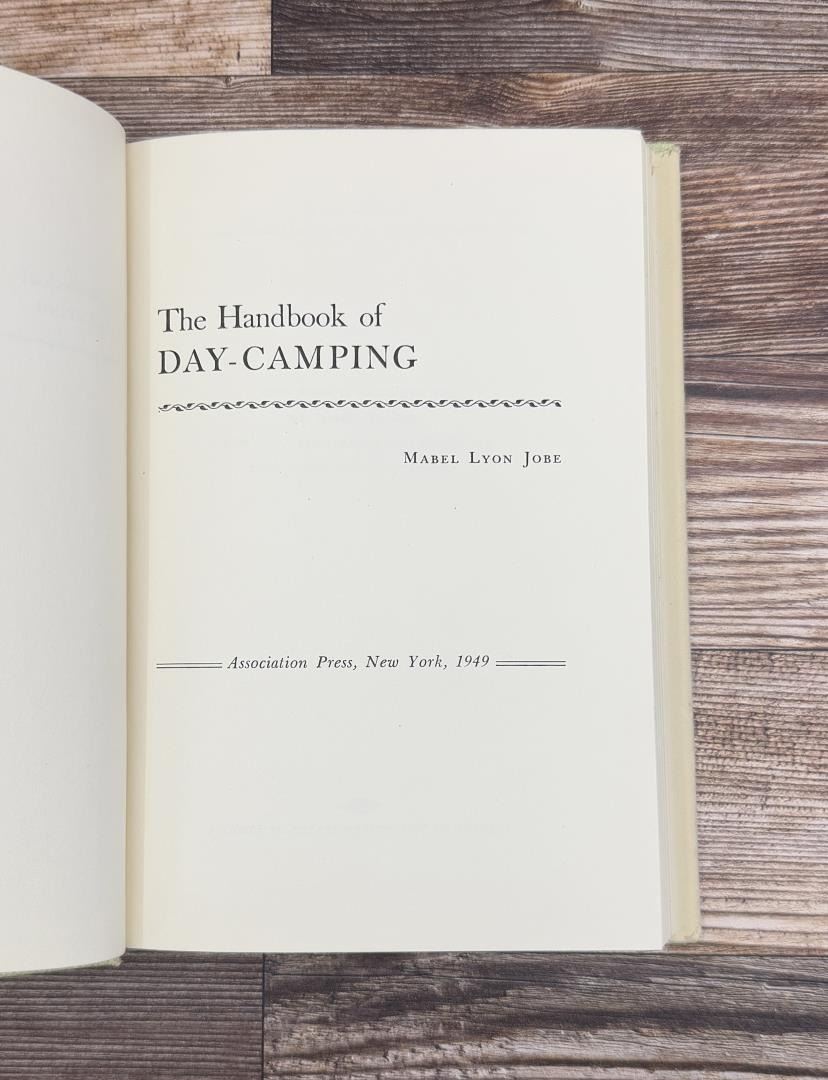 The Handbook of
DAY-CAMPING
Mabel Lyon Jobe
Association Press, New York, 1949